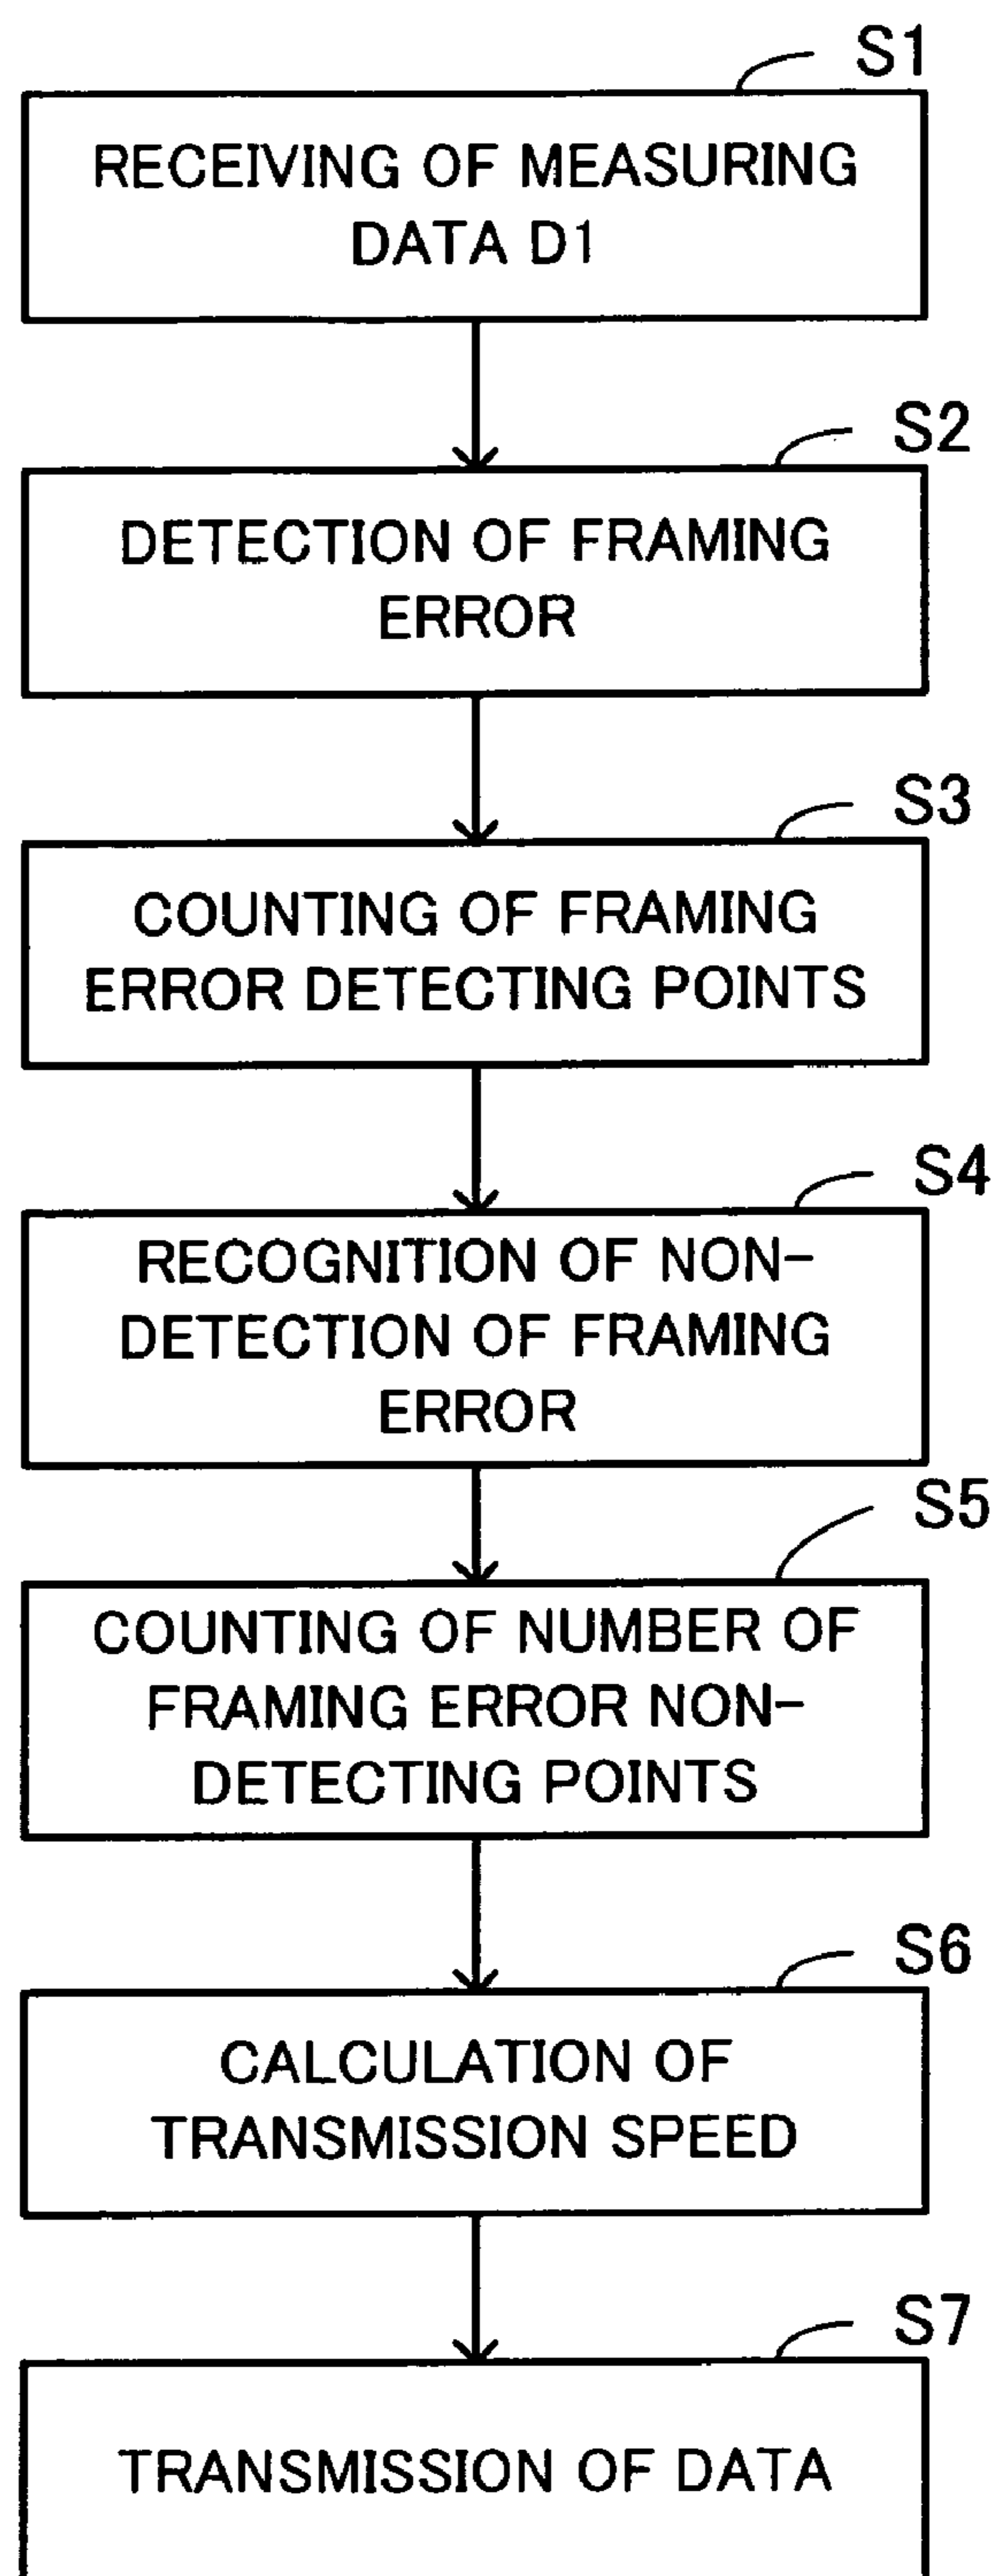 S1
RECEIVING OF MEASURING
DATA D1
S2
DETECTION OF FRAMING
ERROR
S3
COUNTING OF FRAMING
ERROR DETECTING POINTS
S4
RECOGNITION OF NON-
DETECTION OF FRAMING
ERROR
S5
COUNTING OF NUMBER OF
FRAMING ERROR NON-
DETECTING POINTS
S6
CALCULATION OF
TRANSMISSION SPEED
S7
TRANSMISSION OF DATA